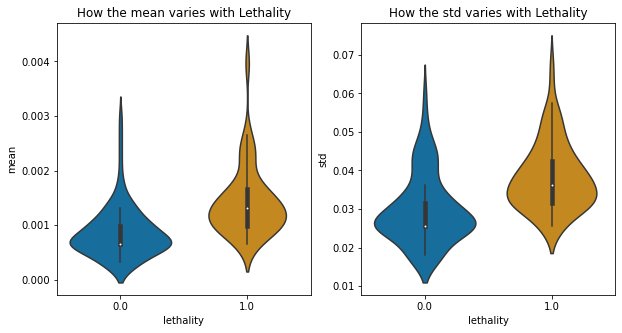 How the mean varies with Lethality
mean
0.004
0.003
0.002
0.001
0.000
0.0 1.0
lethality
How the std varies with Lethality
std
0.07
0.06
0.05
0.04
0.03
0.02
0.01
0.0 1.0
lethality